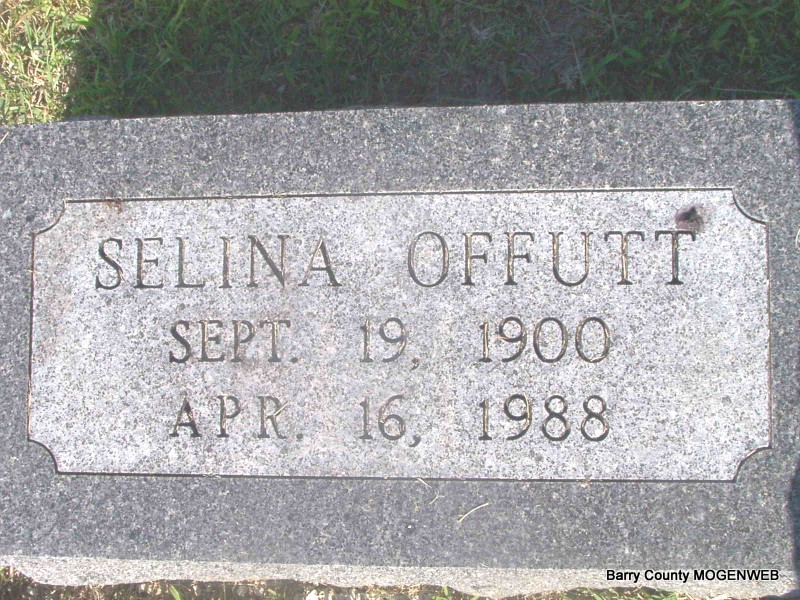 SELINA OFFUTT
SEPT. 19, 1900
APR. 16, 1988
Barry County MOGENWEB